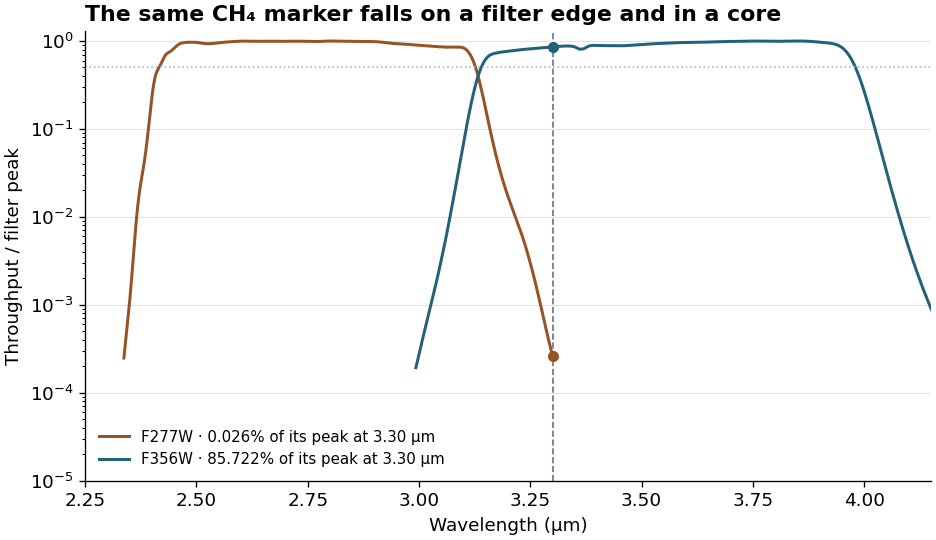 The same CH₄ marker falls on a filter edge and in a core
Throughput / filter peak
10⁰
10⁻¹
10⁻²
10⁻³
10⁻⁴
10⁻⁵
F277W · 0.026% of its peak at 3.30 µm
F356W · 85.722% of its peak at 3.30 µm
2.25 2.50 2.75 3.00 3.25 3.50 3.75 4.00
Wavelength (µm)